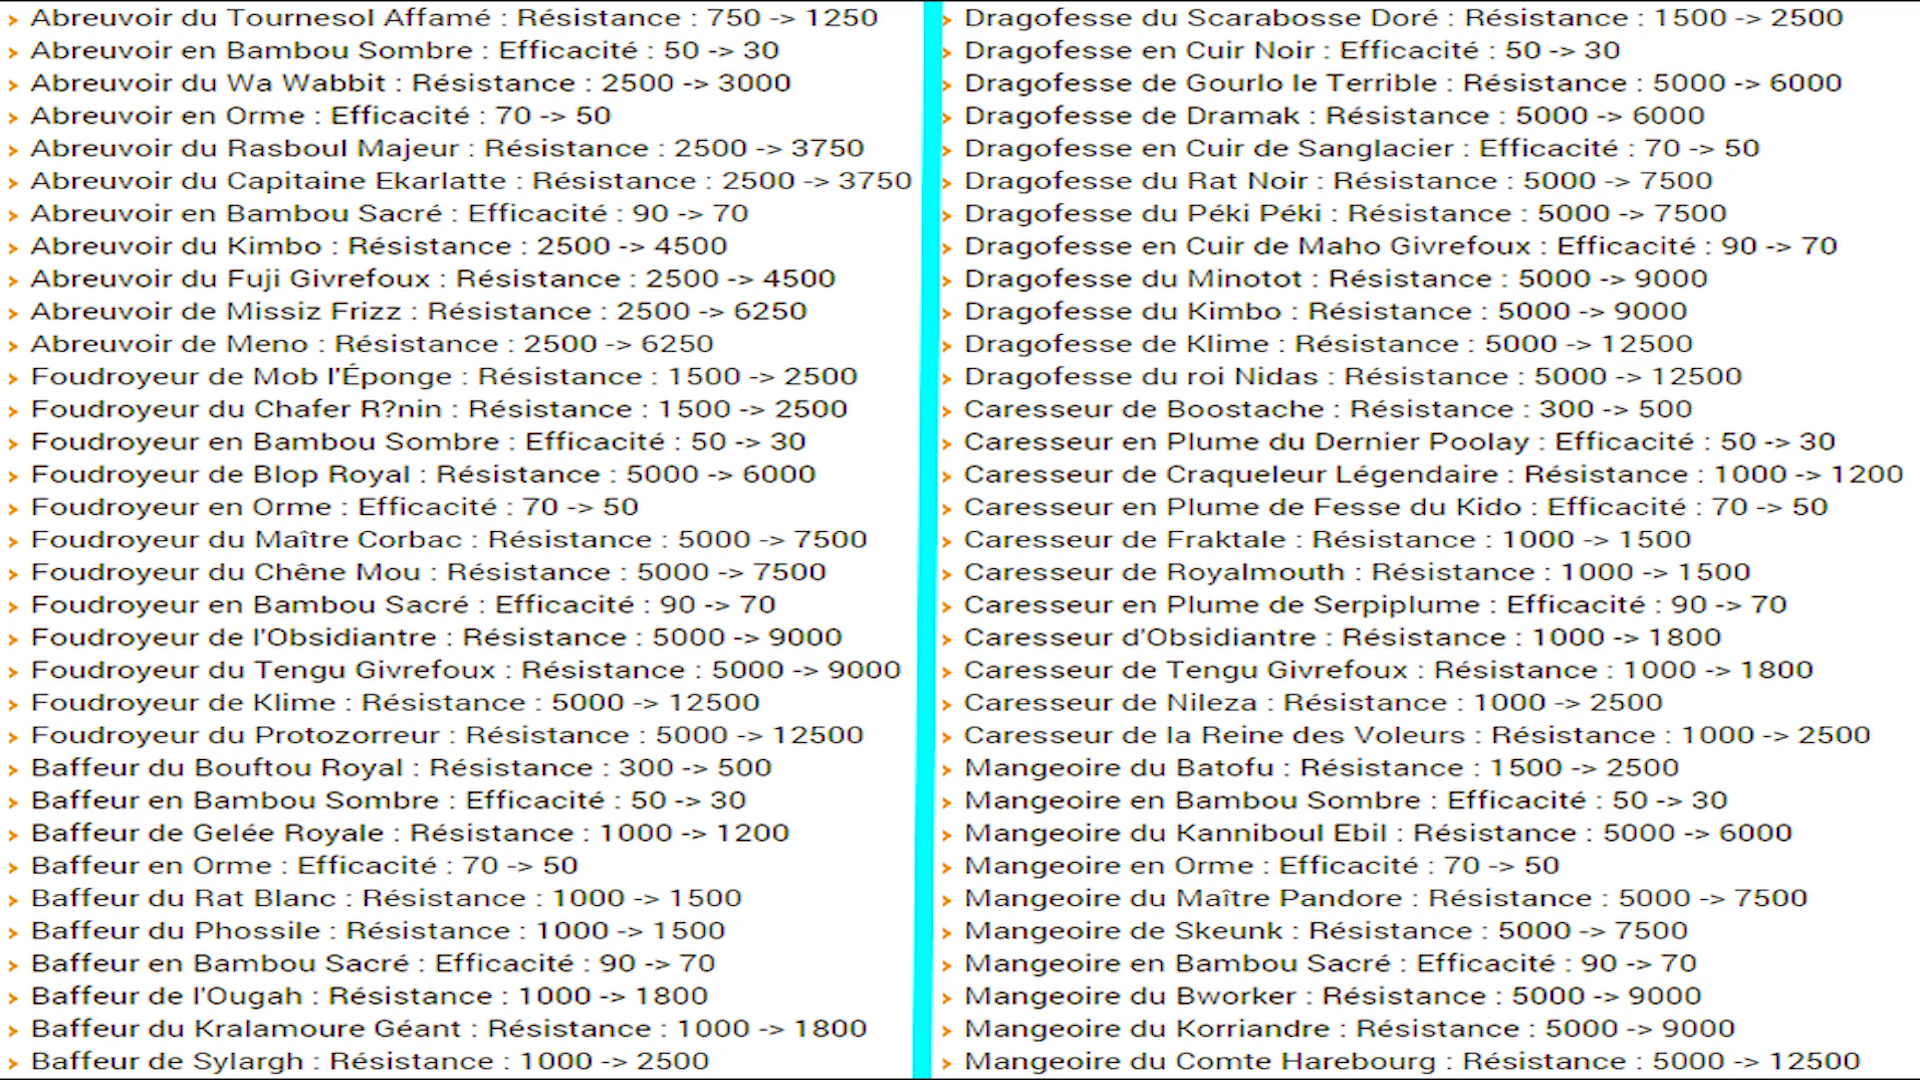 › Abreuvoir du Tournesol Affamé : Résistance : 750 -> 1250
› Abreuvoir en Bambou Sombre : Efficacité : 50 -> 30
› Abreuvoir du Wa Wabbit : Résistance : 2500 -> 3000
› Abreuvoir en Orme : Efficacité : 70 -> 50
› Abreuvoir du Rasboul Majeur : Résistance : 2500 -> 3750
› Abreuvoir du Capitaine Ekarlatte : Résistance : 2500 -> 3750
› Abreuvoir en Bambou Sacré : Efficacité : 90 -> 70
› Abreuvoir du Kimbo : Résistance : 2500 -> 4500
› Abreuvoir du Fuji Givrefoux : Résistance : 2500 -> 4500
› Abreuvoir de Missiz Frizz : Résistance : 2500 -> 6250
› Abreuvoir de Meno : Résistance : 2500 -> 6250
› Foudroyeur de Mob l'Éponge : Résistance : 1500 -> 2500
› Foudroyeur du Chafer R?nin : Résistance : 1500 -> 2500
› Foudroyeur en Bambou Sombre : Efficacité : 50 -> 30
› Foudroyeur de Blop Royal : Résistance : 5000 -> 6000
› Foudroyeur en Orme : Efficacité : 70 -> 50
› Foudroyeur du Maître Corbac : Résistance : 5000 -> 7500
› Foudroyeur du Chêne Mou : Résistance : 5000 -> 7500
› Foudroyeur en Bambou Sacré : Efficacité : 90 -> 70
› Foudroyeur de l'Obsidiantre : Résistance : 5000 -> 9000
› Foudroyeur du Tengu Givrefoux : Résistance : 5000 -> 9000
› Foudroyeur de Klime : Résistance : 5000 -> 12500
› Foudroyeur du Protozorreur : Résistance : 5000 -> 12500
› Baffeur du Bouftou Royal : Résistance : 300 -> 500
› Baffeur en Bambou Sombre : Efficacité : 50 -> 30
› Baffeur de Gelée Royale : Résistance : 1000 -> 1200
› Baffeur en Orme : Efficacité : 70 -> 50
› Baffeur du Rat Blanc : Résistance : 1000 -> 1500
› Baffeur du Phossile : Résistance : 1000 -> 1500
› Baffeur en Bambou Sacré : Efficacité : 90 -> 70
› Baffeur de l'Ougah : Résistance : 1000 -> 1800
› Baffeur du Kralamoure Géant : Résistance : 1000 -> 1800
› Baffeur de Sylargh : Résistance : 1000 -> 2500
› Dragofesse du Scarabosse Doré : Résistance : 1500 -> 2500
› Dragofesse en Cuir Noir : Efficacité : 50 -> 30
› Dragofesse de Gourlo le Terrible : Résistance : 5000 -> 6000
› Dragofesse de Dramak : Résistance : 5000 -> 6000
› Dragofesse en Cuir de Sanglacier : Efficacité : 70 -> 50
› Dragofesse du Rat Noir : Résistance : 5000 -> 7500
› Dragofesse du Péki Péki : Résistance : 5000 -> 7500
› Dragofesse en Cuir de Maho Givrefoux : Efficacité : 90 -> 70
› Dragofesse du Minotot : Résistance : 5000 -> 9000
› Dragofesse du Kimbo : Résistance : 5000 -> 9000
› Dragofesse de Klime : Résistance : 5000 -> 12500
› Dragofesse du roi Nidas : Résistance : 5000 -> 12500
› Caresseur de Boostache : Résistance : 300 -> 500
› Caresseur en Plume du Dernier Poolay : Efficacité : 50 -> 30
› Caresseur de Craqueleur Légendaire : Résistance : 1000 -> 1200
› Caresseur en Plume de Fesse du Kido : Efficacité : 70 -> 50
› Caresseur de Fraktale : Résistance : 1000 -> 1500
› Caresseur de Royalmouth : Résistance : 1000 -> 1500
› Caresseur en Plume de Serpiplume : Efficacité : 90 -> 70
› Caresseur d'Obsidiantre : Résistance : 1000 -> 1800
› Caresseur de Tengu Givrefoux : Résistance : 1000 -> 1800
› Caresseur de Nileza : Résistance : 1000 -> 2500
› Caresseur de la Reine des Voleurs : Résistance : 1000 -> 2500
› Mangeoire du Batofu : Résistance : 1500 -> 2500
› Mangeoire en Bambou Sombre : Efficacité : 50 -> 30
› Mangeoire du Kanniboul Ebil : Résistance : 5000 -> 6000
› Mangeoire en Orme : Efficacité : 70 -> 50
› Mangeoire du Maître Pandore : Résistance : 5000 -> 7500
› Mangeoire de Skeunk : Résistance : 5000 -> 7500
› Mangeoire en Bambou Sacré : Efficacité : 90 -> 70
› Mangeoire du Bworker : Résistance : 5000 -> 9000
› Mangeoire du Korriandre : Résistance : 5000 -> 9000
› Mangeoire du Comte Harebourg : Résistance : 5000 -> 12500